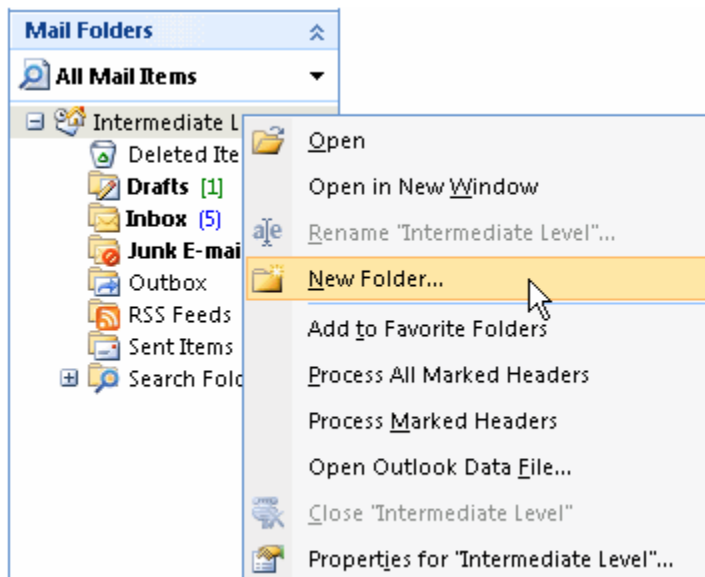 Mail Folders
All Mail Items
Intermediate L
Deleted Ite
Drafts [1]
Inbox (5)
Junk E-mai
Outbox
RSS Feeds
Sent Items
Search Fold
Open
Open in New Window
Rename "Intermediate Level"...
New Folder...
Add to Favorite Folders
Process All Marked Headers
Process Marked Headers
Open Outlook Data File...
Close "Intermediate Level"
Properties for "Intermediate Level"...